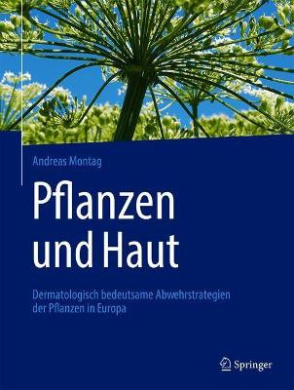 Andreas Montag
Pflanzen
und Haut
Dermatologisch bedeutsame Abwehrstrategien
der Pflanzen in Europa
Springer